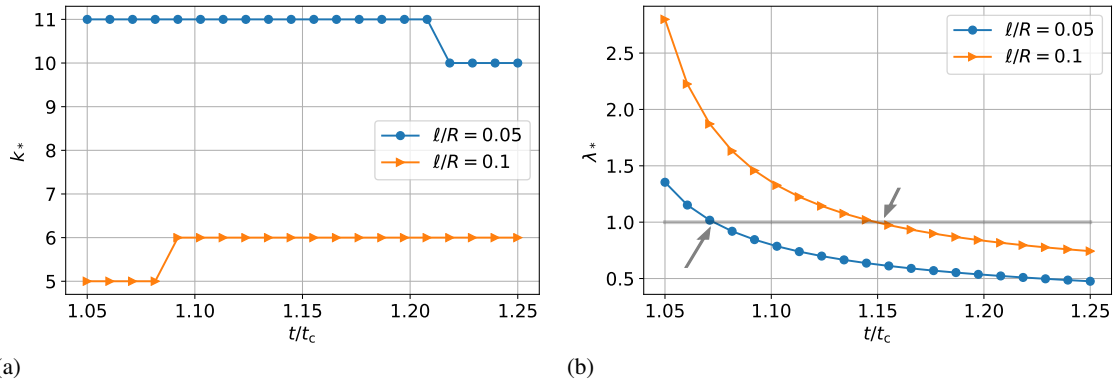 11
10
9
8
7
6
5
k*
1.05
1.10
1.15
1.20
1.25
t/tc
ℓ/R = 0.05
ℓ/R = 0.1
(a)
2.5
2.0
1.5
1.0
0.5
λ*
1.05
1.10
1.15
1.20
1.25
t/tc
ℓ/R = 0.05
ℓ/R = 0.1
(b)